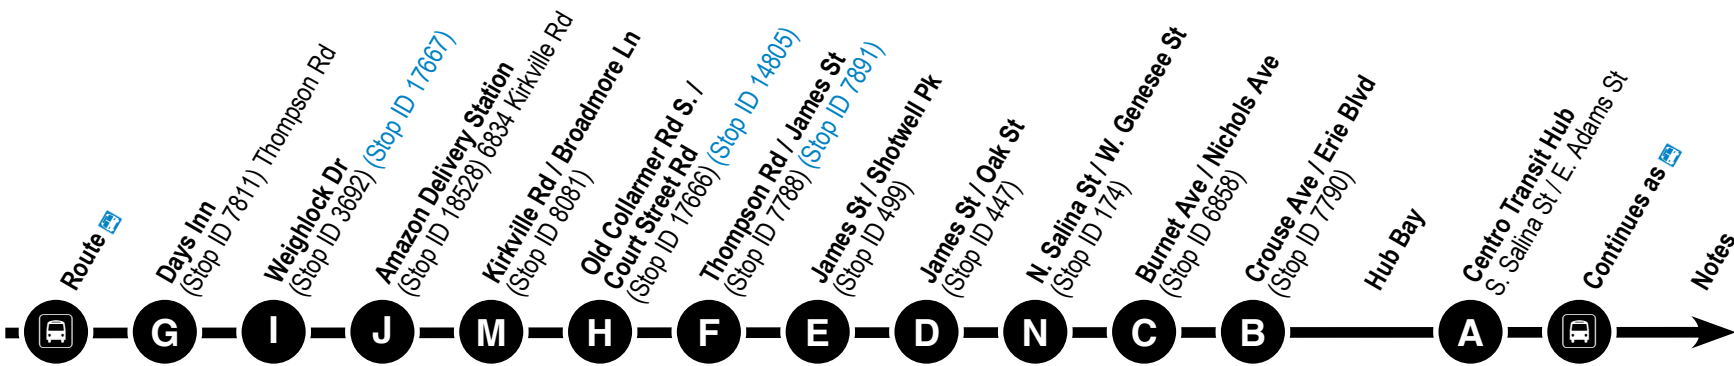 Route
Days Inn
(Stop ID 7811) Thompson Rd
Weighlock Dr
(Stop ID 3692) (Stop ID 17667)
Amazon Delivery Station
(Stop ID 18528) 6834 Kirkville Rd
Kirkville Rd / Broadmore Ln
(Stop ID 8081)
Old Collarmer Rd S. /
Court Street Rd
(Stop ID 17666) (Stop ID 14805)
Thompson Rd / James St
(Stop ID 7788) (Stop ID 7891)
James St / Shotwell Pk
(Stop ID 499)
James St / Oak St
(Stop ID 447)
N. Salina St / W. Genesee St
(Stop ID 174)
Burnet Ave / Nichols Ave
(Stop ID 6858)
Crouse Ave / Erie Blvd
(Stop ID 7790)
Hub Bay
Centro Transit Hub
S. Salina St / E. Adams St
Continues as
Notes
G I J M H F E D N C B A